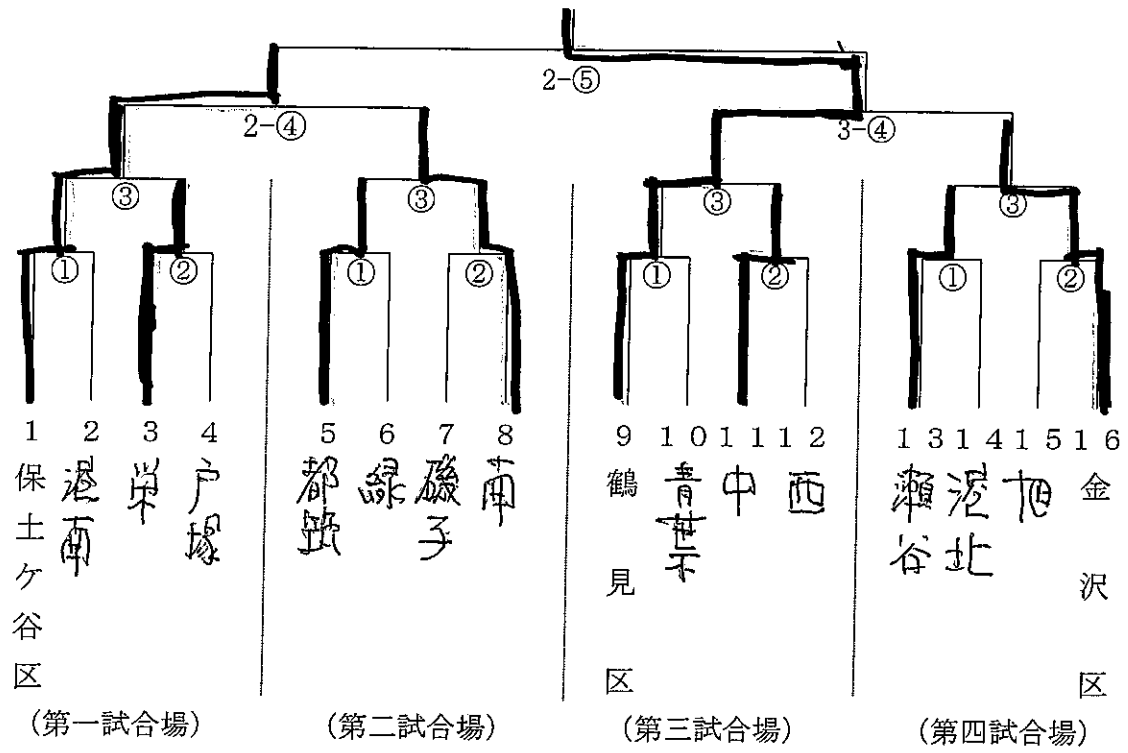 2-⑤
2-④
3-④
③ ③ ③ ③
① ② ① ② ① ② ① ②
1 2 3 4 5 6 7 8 9 10 11 12 13 14 15 16
保土ケ谷区
港南
栄
戸塚
都筑
緑
磯子
南
鶴見区
青葉
中
西
瀬谷
港北
旭
金沢区
(第一試合場) (第二試合場) (第三試合場) (第四試合場)